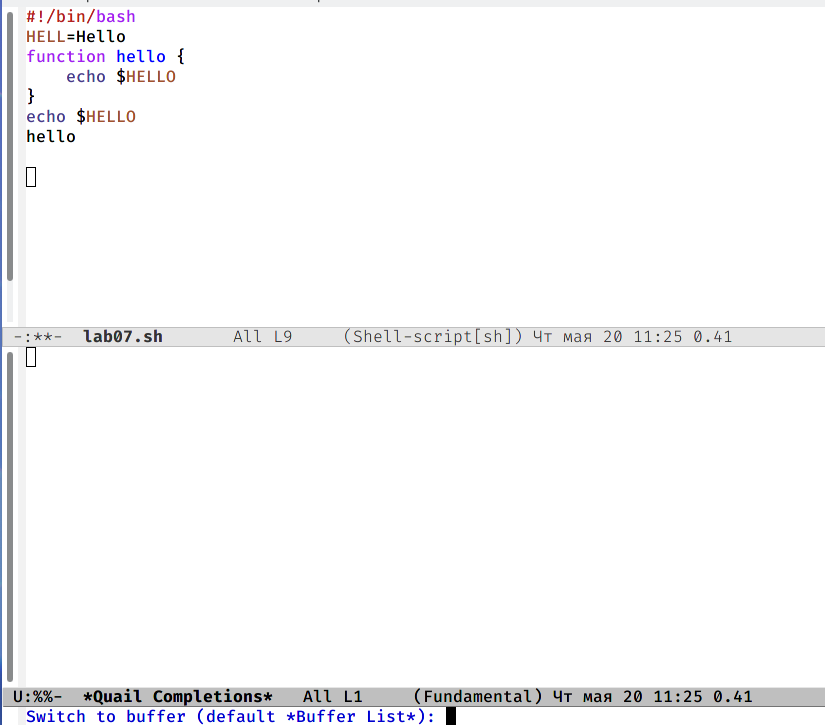 #!/bin/bash
HELL=Hello
function hello {
    echo $HELLO
}
echo $HELLO
hello
-:**-  lab07.sh       All L9     (Shell-script[sh]) Чт мая 20 11:25 0.41
U:%%-  *Quail Completions*   All L1     (Fundamental) Чт мая 20 11:25 0.41
Switch to buffer (default *Buffer List*):